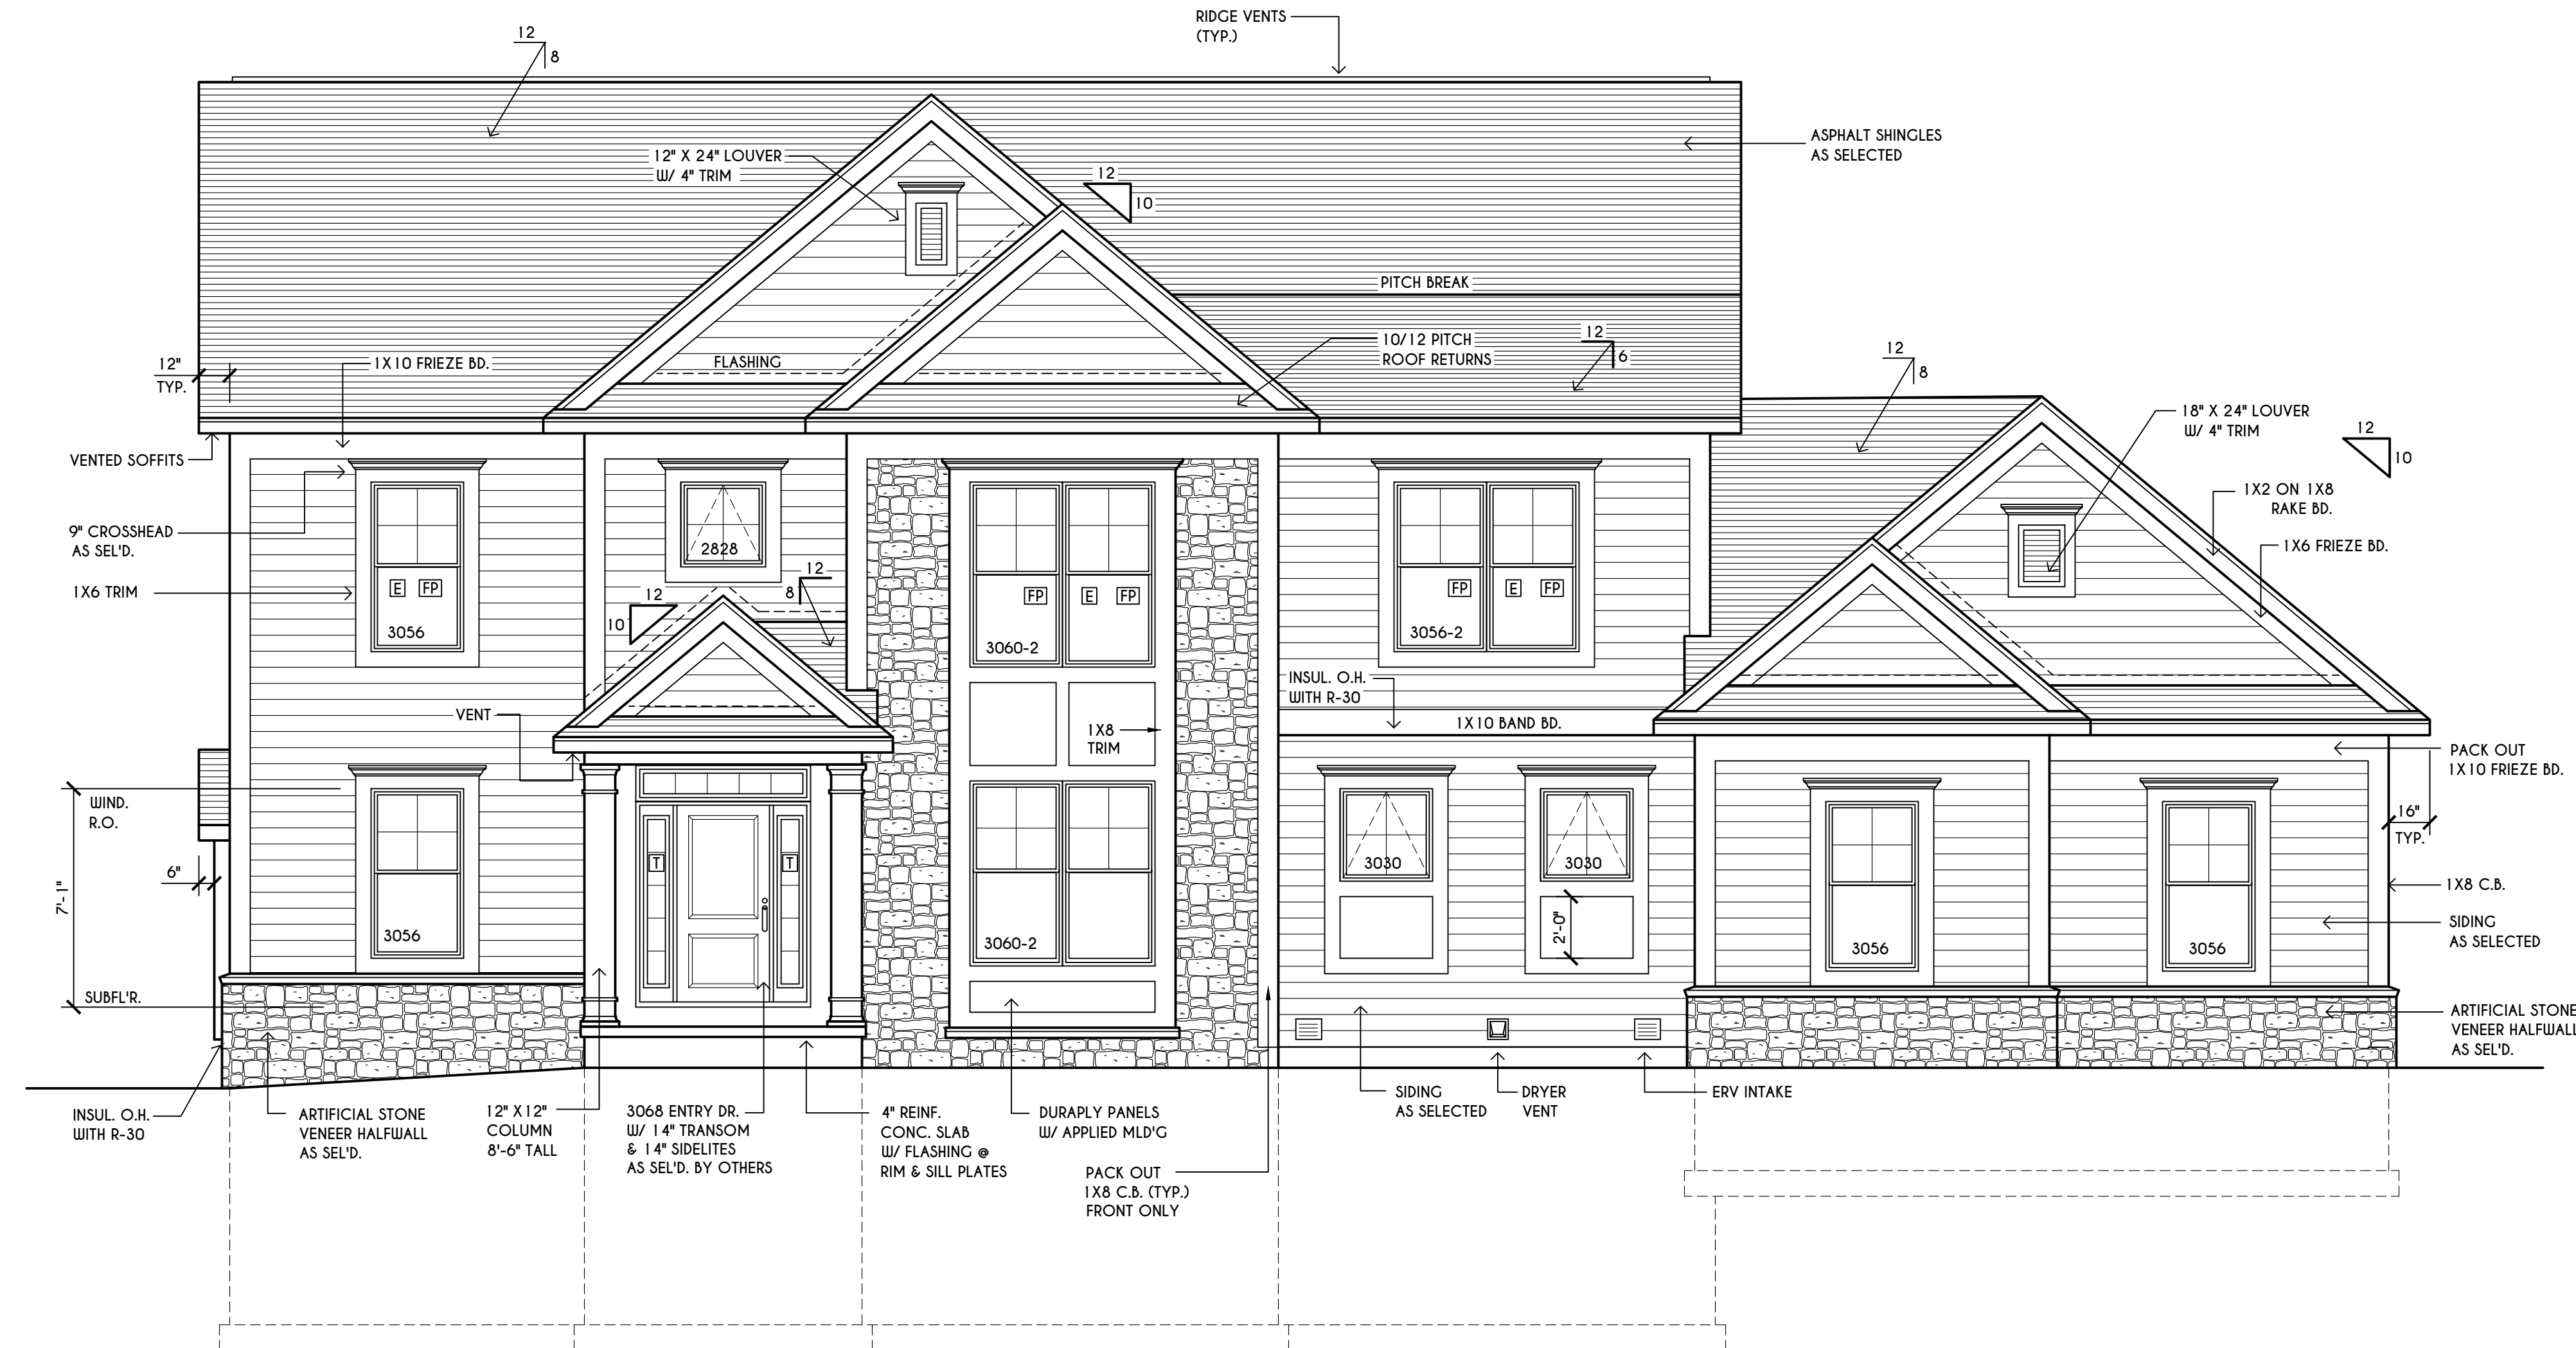 RIDGE VENTS
(TYP.)
12
8
ASPHALT SHINGLES
AS SELECTED
12" X 24" LOUVER
W/ 4" TRIM
12
10
PITCH BREAK
10/12 PITCH
ROOF RETURNS
12
6
12
8
12"
TYP.
1X10 FRIEZE BD.
FLASHING
18" X 24" LOUVER
W/ 4" TRIM
12
10
VENTED SOFFITS
1X2 ON 1X8
RAKE BD.
9" CROSSHEAD
AS SEL'D.
1X6 FRIEZE BD.
2828
1X6 TRIM
E
FP
3056
12
10
12
8
FP
E
FP
3060-2
FP
E
FP
3056-2
INSUL. O.H.
WITH R-30
VENT
1X8
TRIM
1X10 BAND BD.
PACK OUT
1X10 FRIEZE BD.
WIND.
R.O.
16"
TYP.
6"
7'-1"
T
T
3030
3030
1X8 C.B.
2'-0"
SIDING
AS SELECTED
3056
3060-2
3056
3056
SUBFL'R.
ARTIFICIAL STONE
VENEER HALFWALL
AS SEL'D.
INSUL. O.H.
WITH R-30
ARTIFICIAL STONE
VENEER HALFWALL
AS SEL'D.
12" X 12"
COLUMN
8'-6" TALL
3068 ENTRY DR.
W/ 14" TRANSOM
& 14" SIDELITES
AS SEL'D. BY OTHERS
4" REINF.
CONC. SLAB
W/ FLASHING @
RIM & SILL PLATES
DURAPLY PANELS
W/ APPLIED MLD'G
PACK OUT
1X8 C.B. (TYP.)
FRONT ONLY
SIDING
AS SELECTED
DRYER
VENT
ERV INTAKE